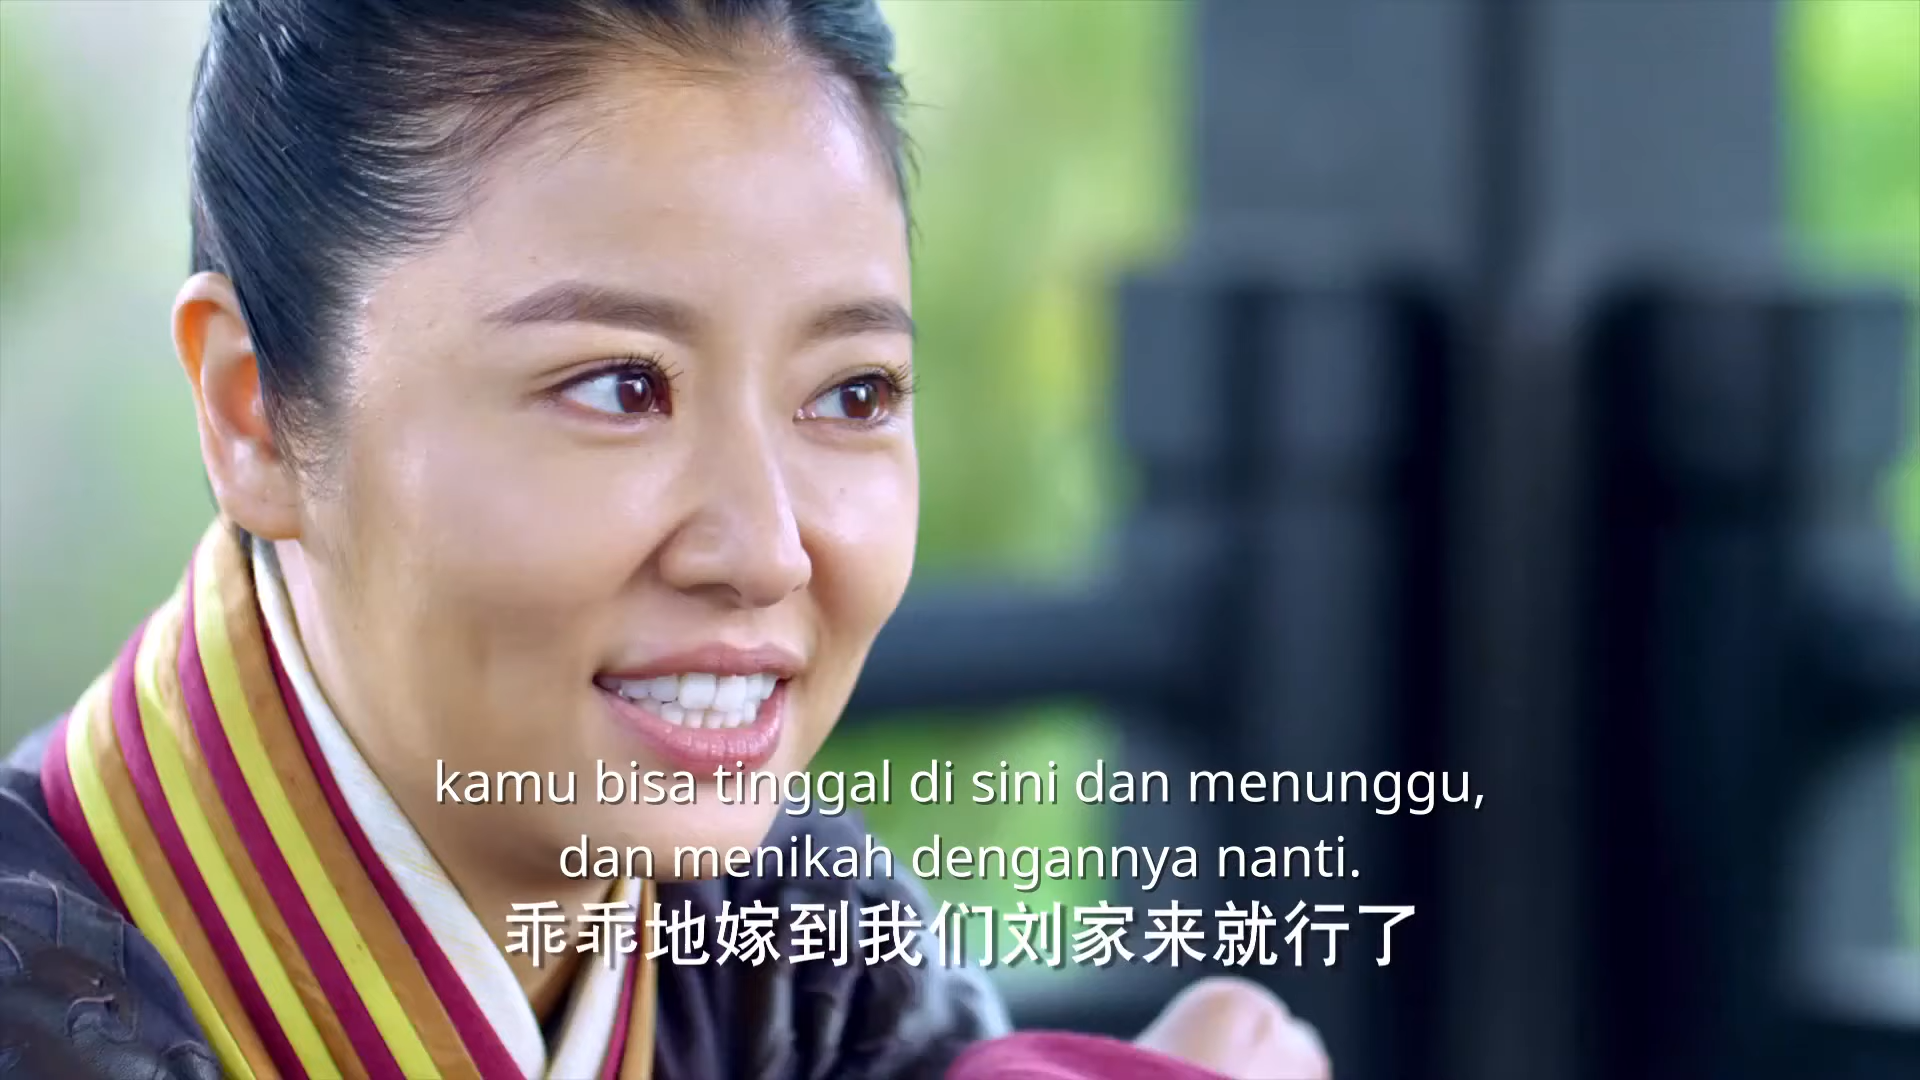 kamu bisa tinggal di sini dan menunggu,
dan menikah dengannya nanti.
乖乖地嫁到我们刘家来就行了